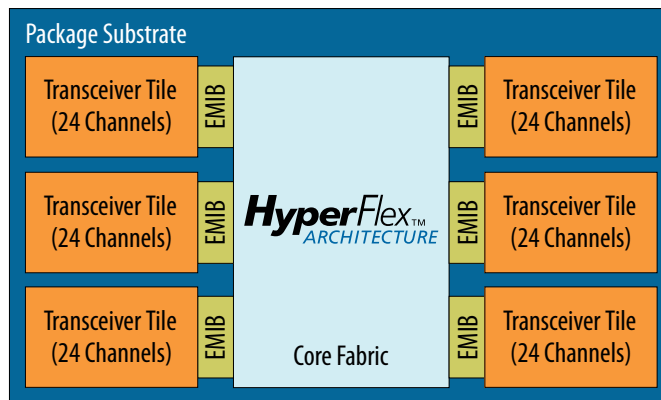 Package Substrate
Transceiver Tile
(24 Channels)
EMIB
EMIB
Transceiver Tile
(24 Channels)
Transceiver Tile
(24 Channels)
EMIB
HyperFlex™
ARCHITECTURE
EMIB
Transceiver Tile
(24 Channels)
Transceiver Tile
(24 Channels)
EMIB
Core Fabric
EMIB
Transceiver Tile
(24 Channels)